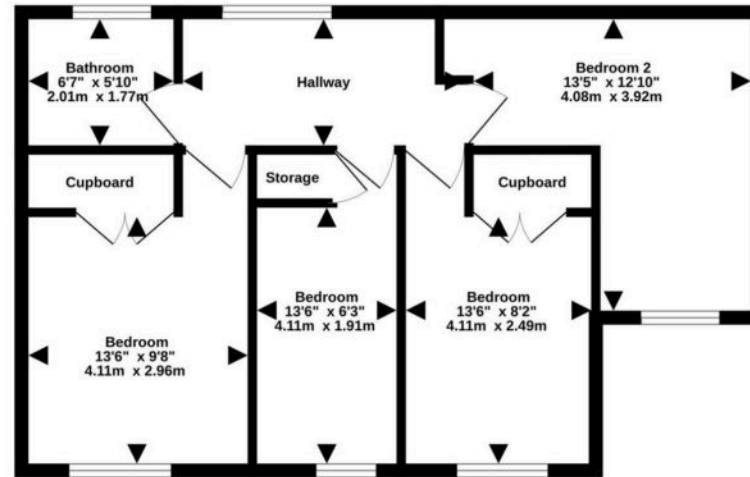 Bathroom
6'7" x 5'10"
2.01m x 1.77m
Hallway
Bedroom 2
13'5" x 12'10"
4.08m x 3.92m
Cupboard
Storage
Cupboard
Bedroom
13'6" x 9'8"
4.11m x 2.96m
Bedroom
13'6" x 6'3"
4.11m x 1.91m
Bedroom
13'6" x 8'2"
4.11m x 2.49m